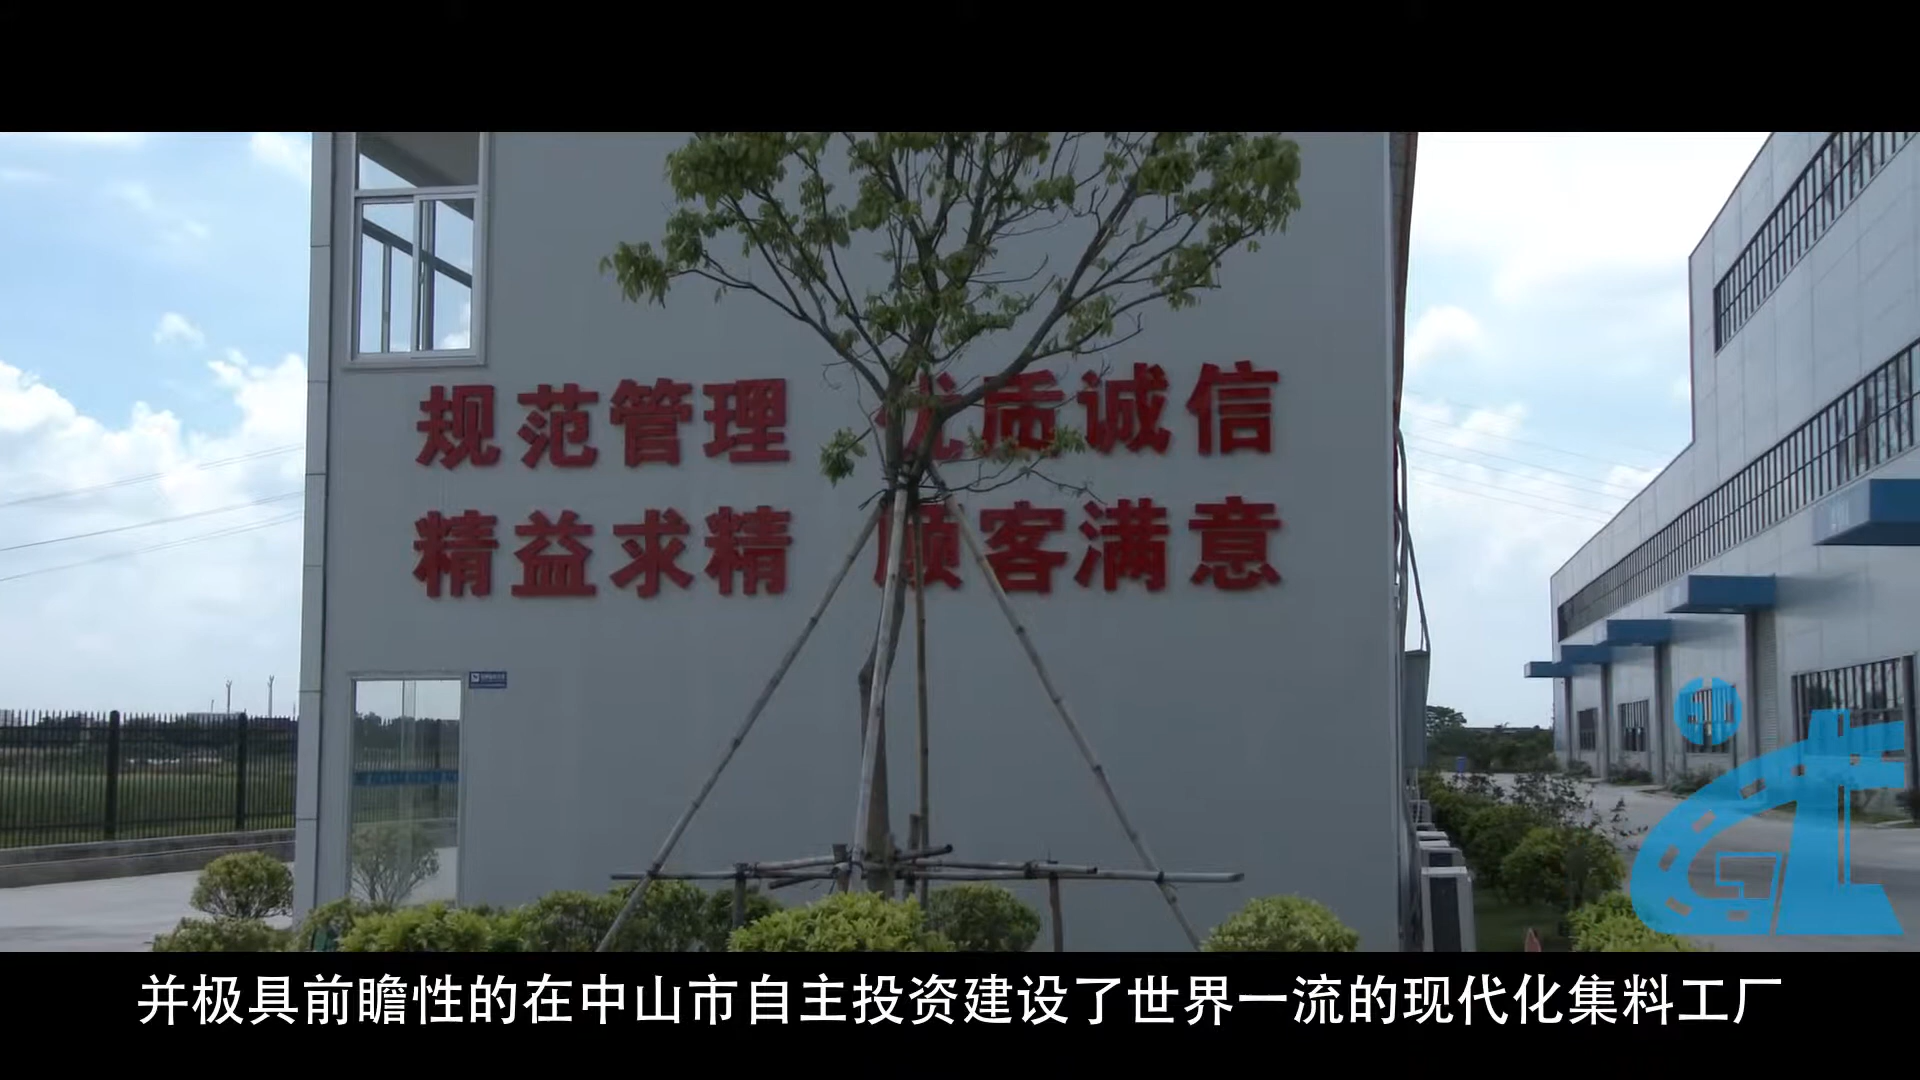 规范管理 优质诚信
精益求精 顾客满意
并极具前瞻性的在中山市自主投资建设了世界一流的现代化集料工厂